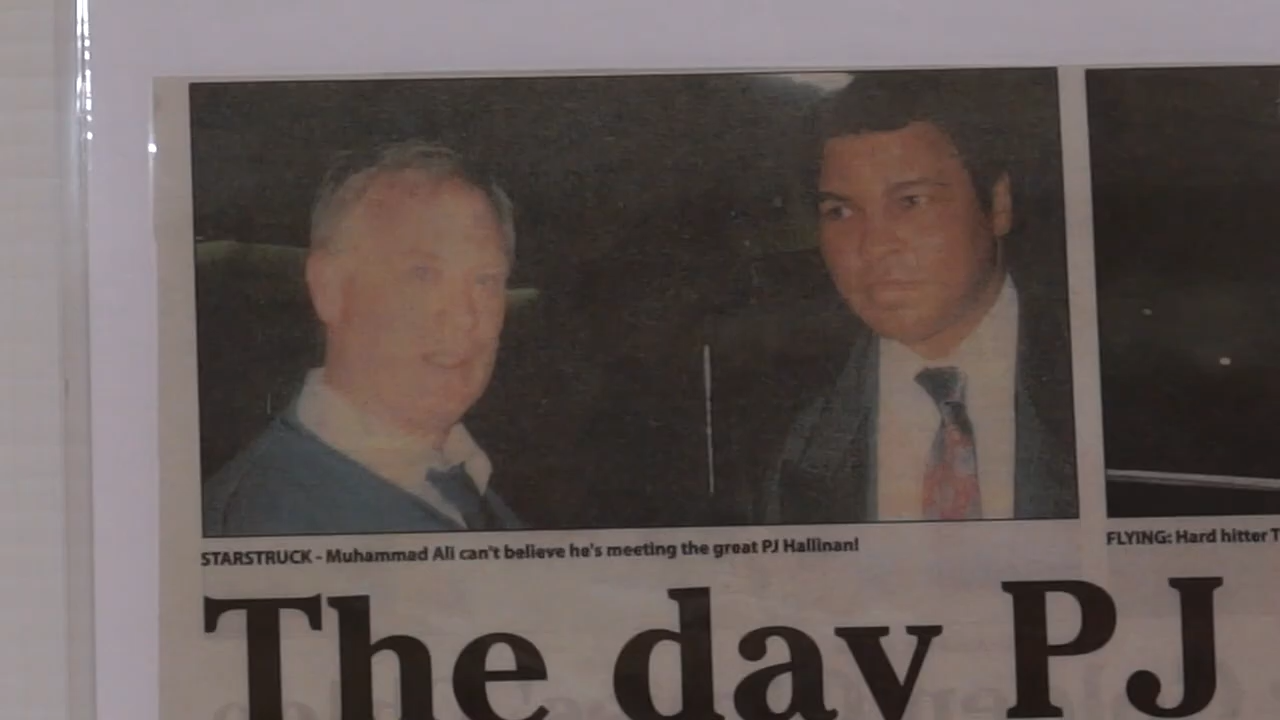 STARSTRUCK - Muhammad Ali can't believe he's meeting the great PJ Hallinan!
FLYING: Hard hitter T
The day PJ